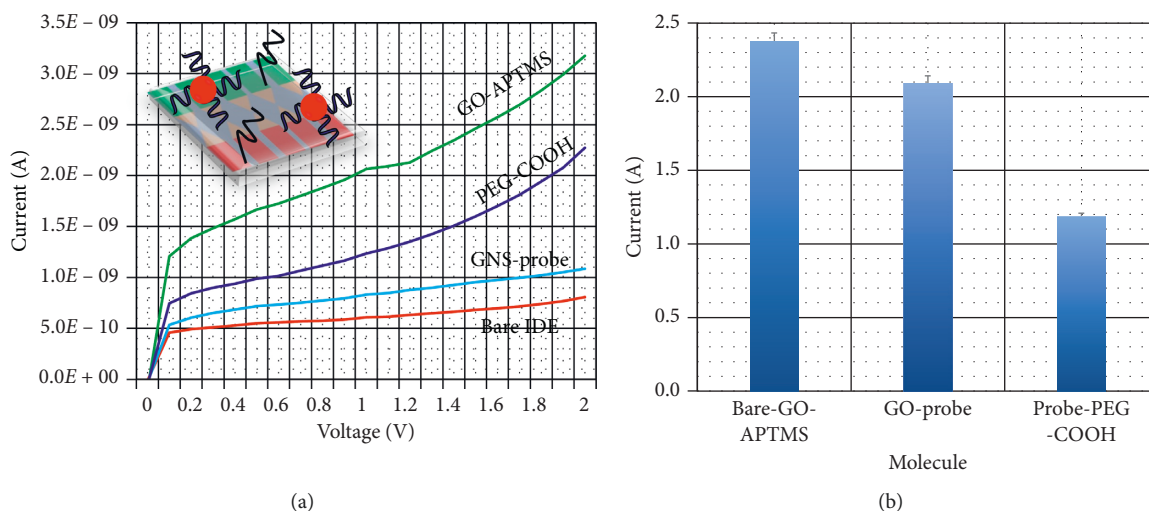 3.5E – 09
3.0E – 09
2.5E – 09
2.0E – 09
1.5E – 09
1.0E – 09
5.0E – 10
0.0E + 00
Current (A)
GO-APTMS
PEG-COOH
GNS-probe
Bare IDE
0 0.2 0.4 0.6 0.8 1 1.2 1.4 1.6 1.8 2
Voltage (V)
(a)
2.5
2.0
1.5
1.0
0.5
0.0
Current (A)
Bare-GO-
APTMS
GO-probe
Probe-PEG
-COOH
Molecule
(b)